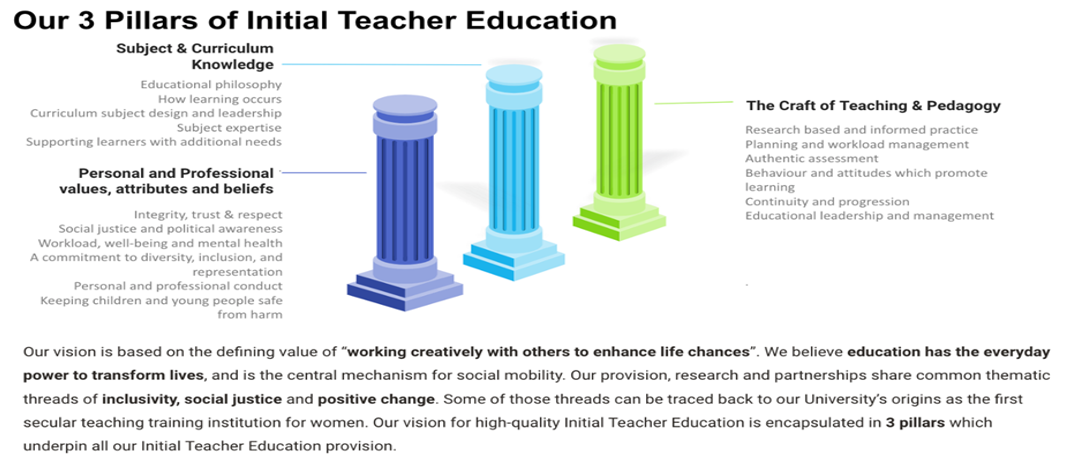 Our 3 Pillars of Initial Teacher Education
Subject & Curriculum
Knowledge
Educational philosophy
How learning occurs
Curriculum subject design and leadership
Subject expertise
Supporting learners with additional needs
Personal and Professional
values, attributes and beliefs
Integrity, trust & respect
Social justice and political awareness
Workload, well-being and mental health
A commitment to diversity, inclusion, and
representation
Personal and professional conduct
Keeping children and young people safe
from harm
The Craft of Teaching & Pedagogy
Research based and informed practice
Planning and workload management
Authentic assessment
Behaviour and attitudes which promote
learning
Continuity and progression
Educational leadership and management
Our vision is based on the defining value of “working creatively with others to enhance life chances”. We believe education has the everyday
power to transform lives, and is the central mechanism for social mobility. Our provision, research and partnerships share common thematic
threads of inclusivity, social justice and positive change. Some of those threads can be traced back to our University’s origins as the first
secular teaching training institution for women. Our vision for high-quality Initial Teacher Education is encapsulated in 3 pillars which
underpin all our Initial Teacher Education provision.